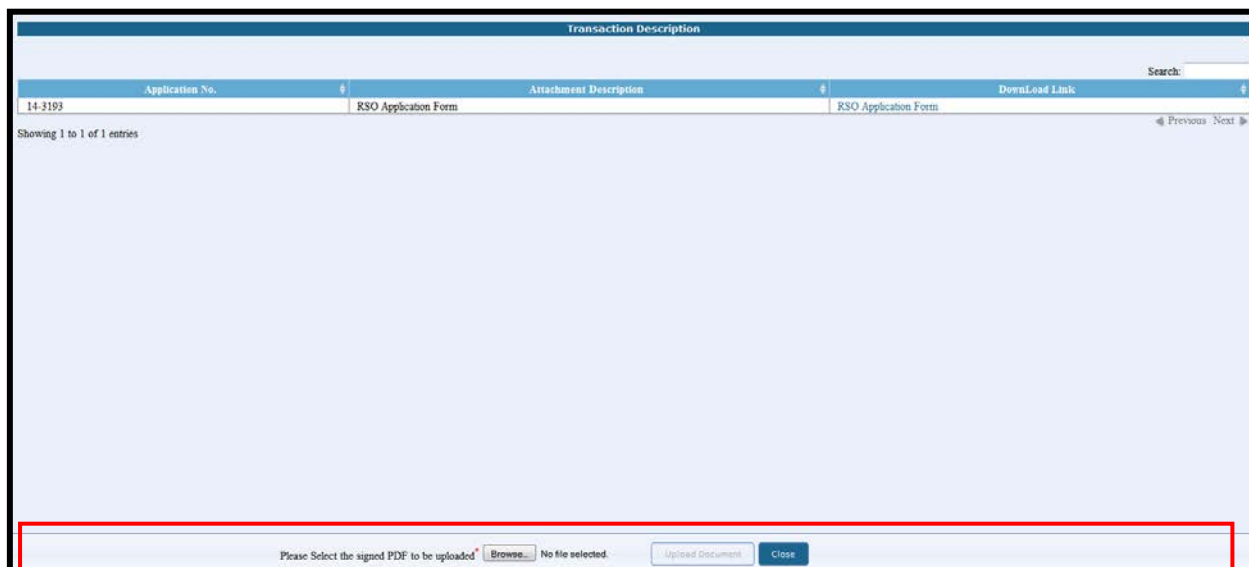 Transaction Description
Search:
Application No. Attachment Description DownLoad Link
14-3193 RSO Application Form RSO Application Form
Previous Next
Showing 1 to 1 of 1 entries
Please Select the signed PDF to be uploaded* Browse... No file selected. Upload Document Close